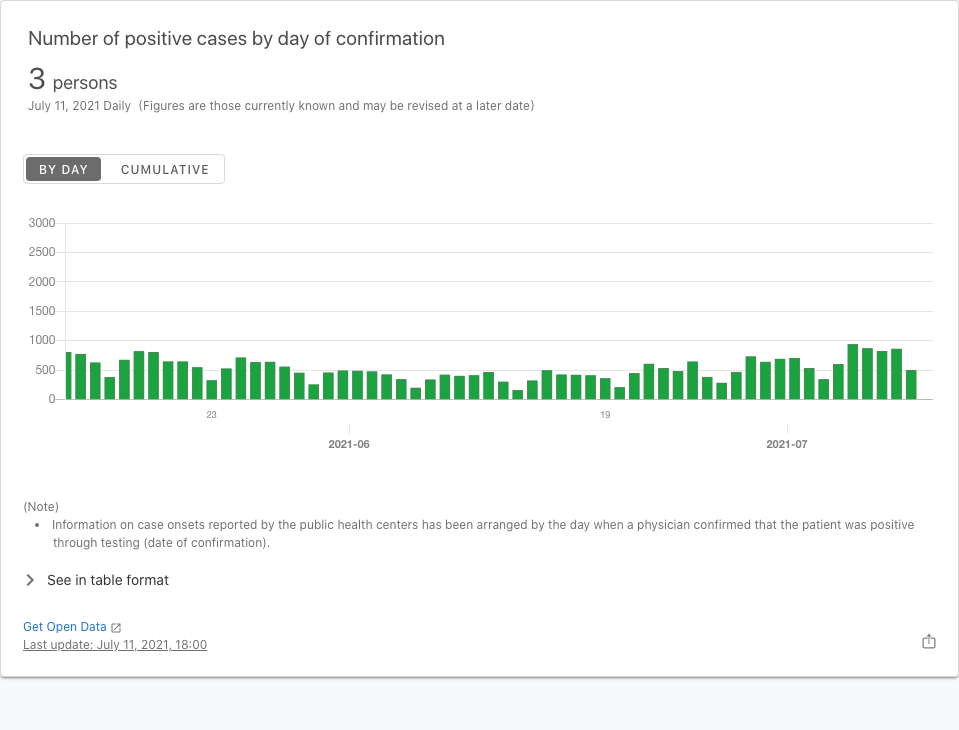 Number of positive cases by day of confirmation
3 persons
July 11, 2021 Daily (Figures are those currently known and may be revised at a later date)
BY DAY CUMULATIVE
3000
2500
2000
1500
1000
500
0
23 19
2021-06 2021-07
(Note)
• Information on case onsets reported by the public health centers has been arranged by the day when a physician confirmed that the patient was positive
through testing (date of confirmation).
See in table format
Get Open Data
Last update: July 11, 2021, 18:00